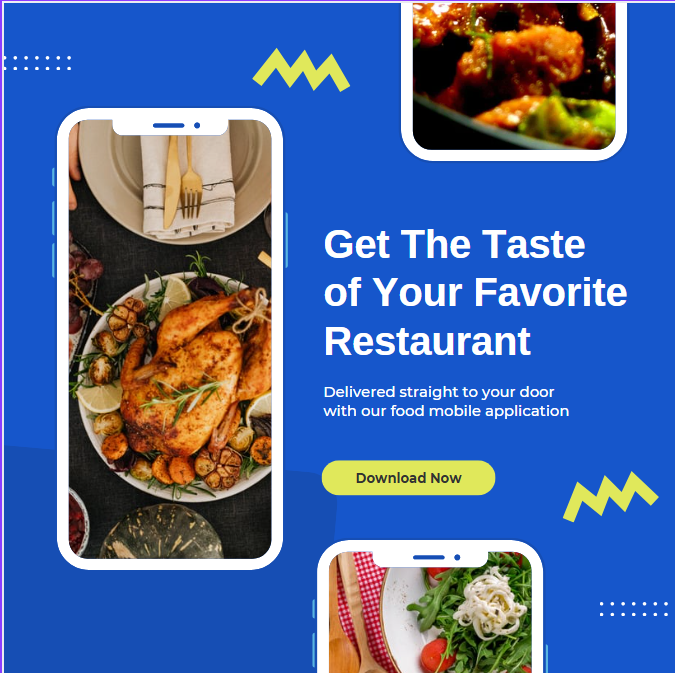 Get The Taste
of Your Favorite
Restaurant
Delivered straight to your door
with our food mobile application
Download Now